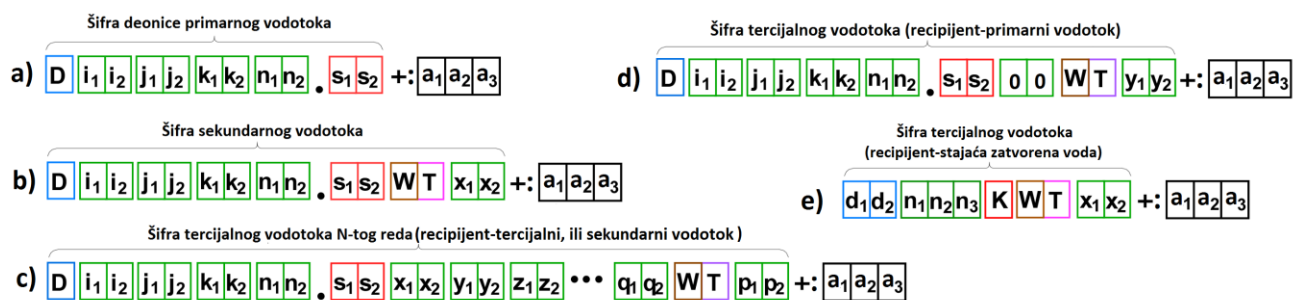 Šifra deonice primarnog vodotoka
a) D i₁ i₂ j₁ j₂ k₁ k₂ n₁ n₂ . s₁ s₂ +: a₁ a₂ a₃
Šifra sekundarnog vodotoka
b) D i₁ i₂ j₁ j₂ k₁ k₂ n₁ n₂ . s₁ s₂ W T x₁ x₂ +: a₁ a₂ a₃
Šifra tercijalnog vodotoka N-tog reda (recipijent-tercijalni, ili sekundarni vodotok )
c) D i₁ i₂ j₁ j₂ k₁ k₂ n₁ n₂ . s₁ s₂ x₁ x₂ y₁ y₂ z₁ z₂ ••• q₁ q₂ W T p₁ p₂ +: a₁ a₂ a₃
Šifra tercijalnog vodotoka (recipijent-primarni vodotok)
d) D i₁ i₂ j₁ j₂ k₁ k₂ n₁ n₂ . s₁ s₂ 0 0 W T y₁ y₂ +: a₁ a₂ a₃
Šifra tercijalnog vodotoka
(recipijent-stajaća zatvorena voda)
e) d₁ d₂ n₁ n₂ n₃ K W T x₁ x₂ +: a₁ a₂ a₃